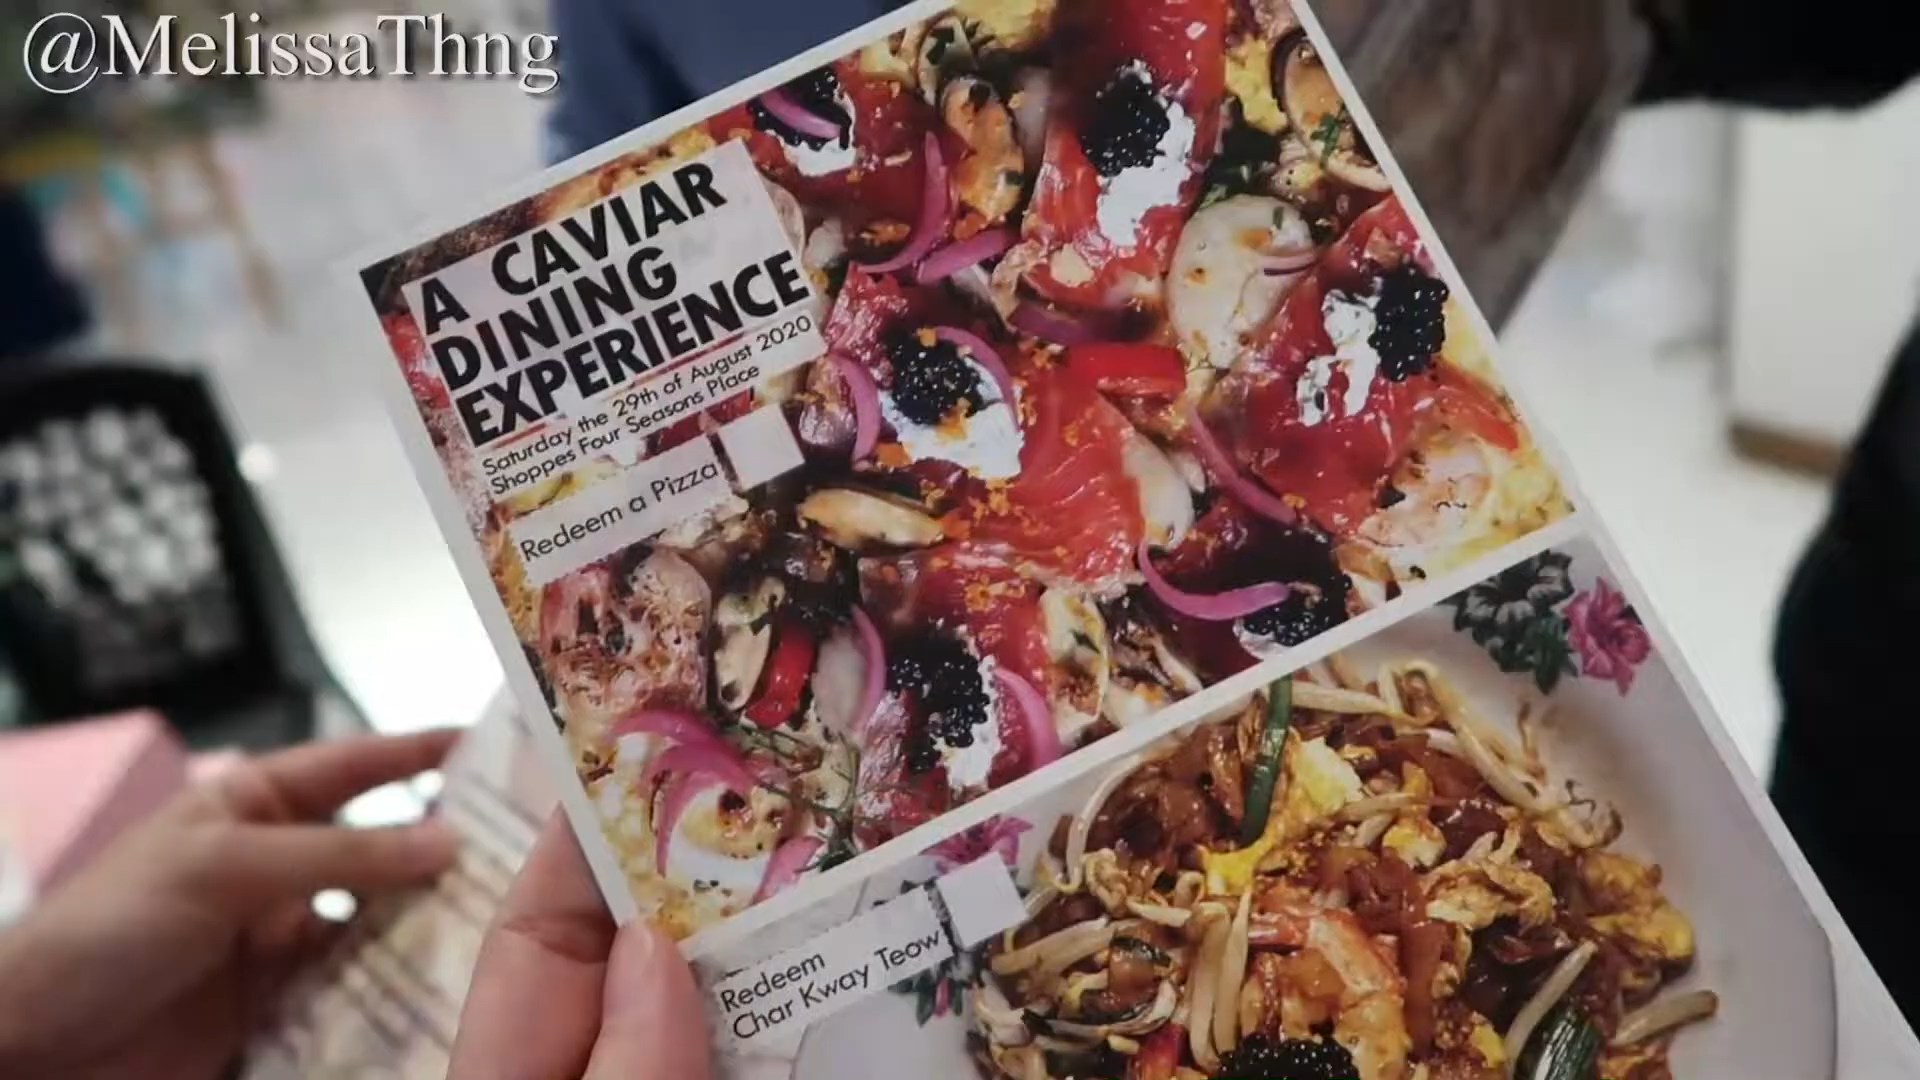 @MelissaThng
A CAVIAR
DINING
EXPERIENCE
Saturday the 29th of August 2020
Shoppes Four Seasons Place
Redeem a Pizza
Redeem
Char Kway Teow